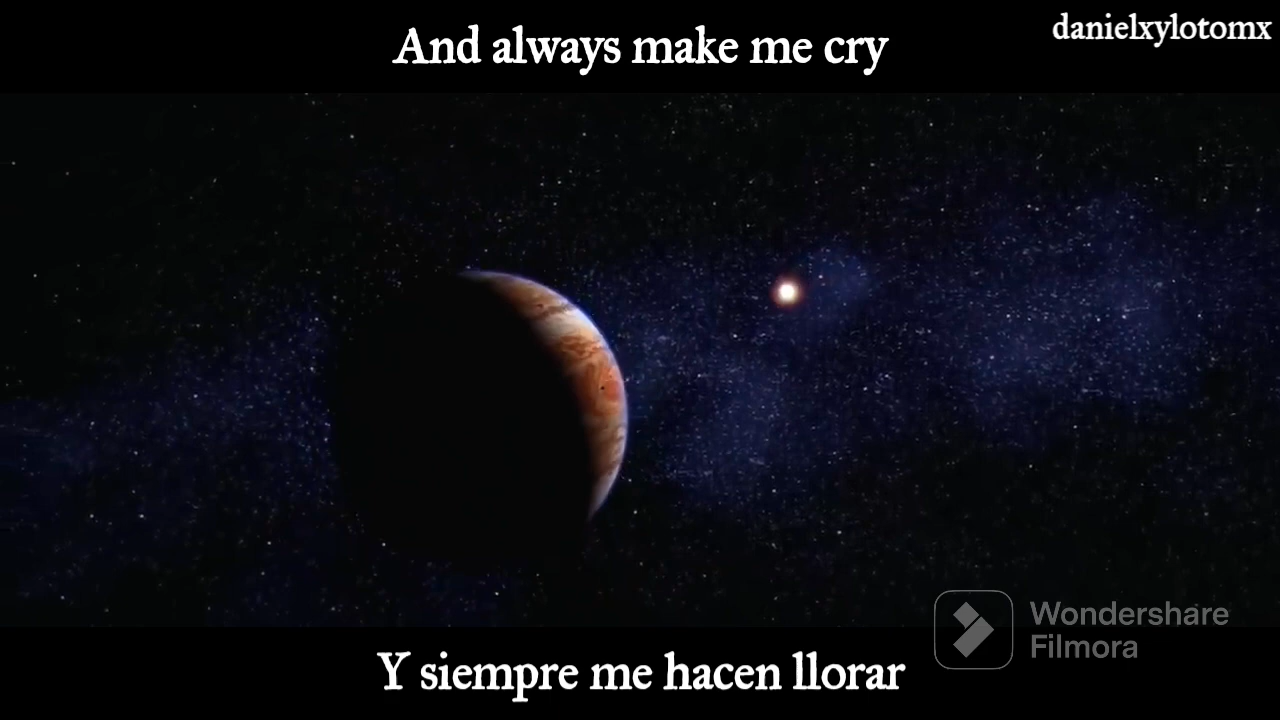 danielxylotomx
And always make me cry
Wondershare
Filmora
Y siempre me hacen llorar